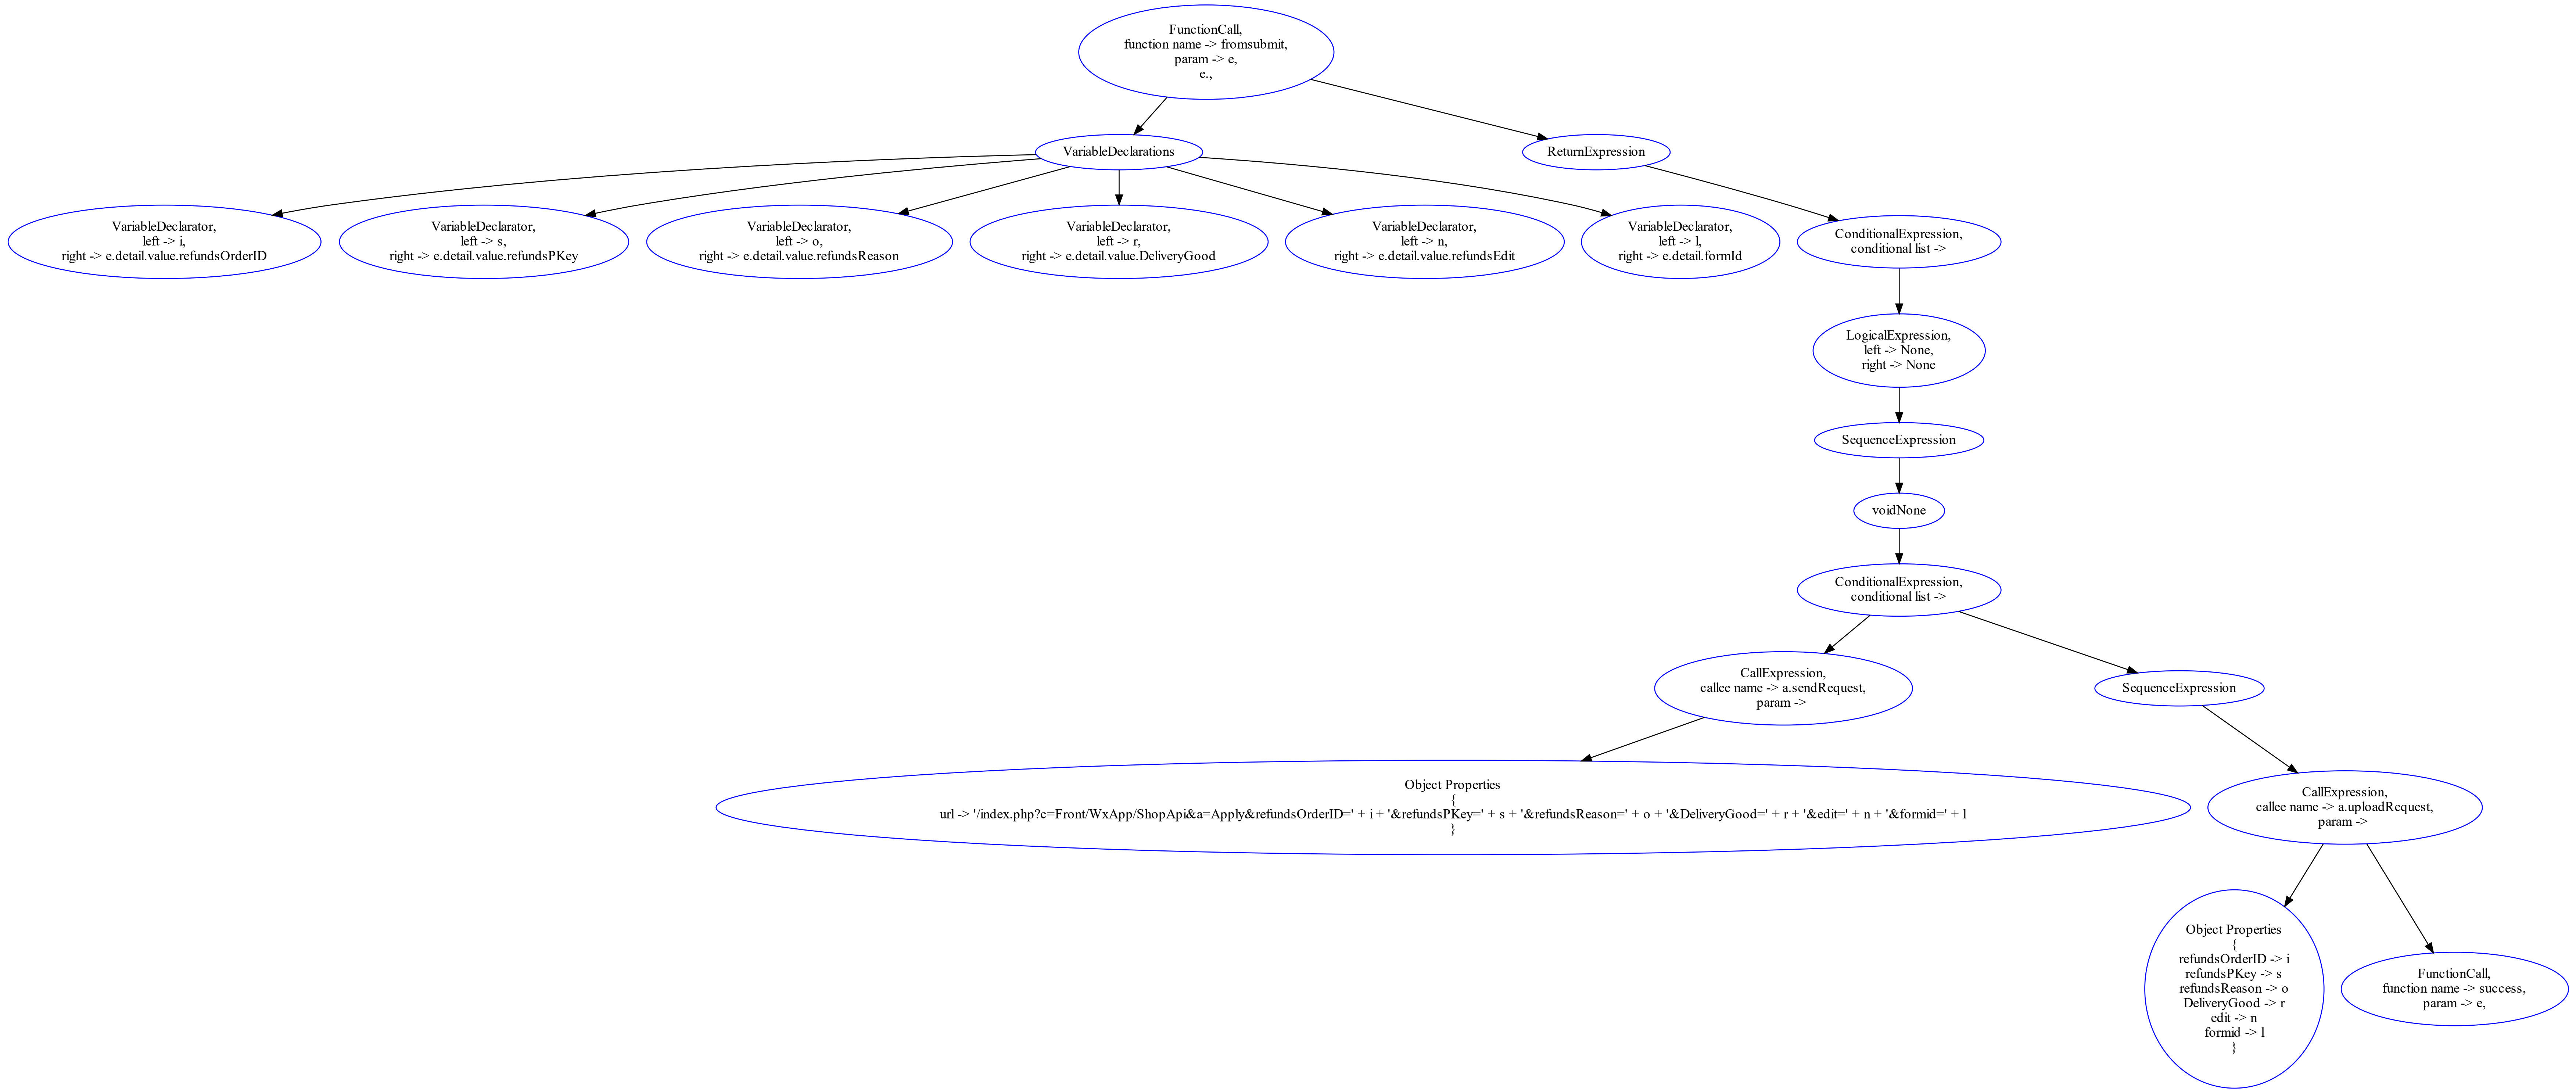 FunctionCall,
function name -> fromsubmit,
param -> e,
e.,
VariableDeclarations
ReturnExpression
VariableDeclarator,
left -> i,
right -> e.detail.value.refundsOrderID
VariableDeclarator,
left -> s,
right -> e.detail.value.refundsPKey
VariableDeclarator,
left -> o,
right -> e.detail.value.refundsReason
VariableDeclarator,
left -> r,
right -> e.detail.value.DeliveryGood
VariableDeclarator,
left -> n,
right -> e.detail.value.refundsEdit
VariableDeclarator,
left -> l,
right -> e.detail.formId
ConditionalExpression,
conditional list ->
LogicalExpression,
left -> None,
right -> None
SequenceExpression
voidNone
ConditionalExpression,
conditional list ->
CallExpression,
callee name -> a.sendRequest,
param ->
SequenceExpression
Object Properties
{
url -> '/index.php?c=Front/WxApp/ShopApi&a=Apply&refundsOrderID=' + i + '&refundsPKey=' + s + '&refundsReason=' + o + '&DeliveryGood=' + r + '&edit=' + n + '&formid=' + l
}
CallExpression,
callee name -> a.uploadRequest,
param ->
Object Properties
{
refundsOrderID -> i
refundsPKey -> s
refundsReason -> o
DeliveryGood -> r
edit -> n
formid -> l
}
FunctionCall,
function name -> success,
param -> e,